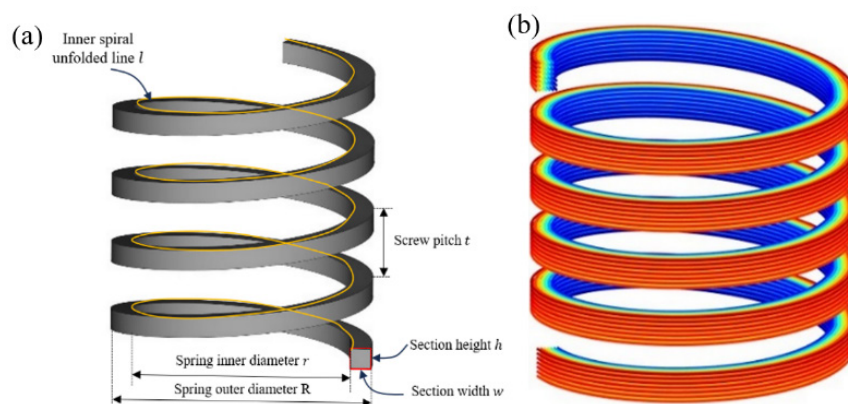 (a)
Inner spiral
unfolded line l
Screw pitch t
Section height h
Spring inner diameter r
Spring outer diameter R
Section width w
(b)